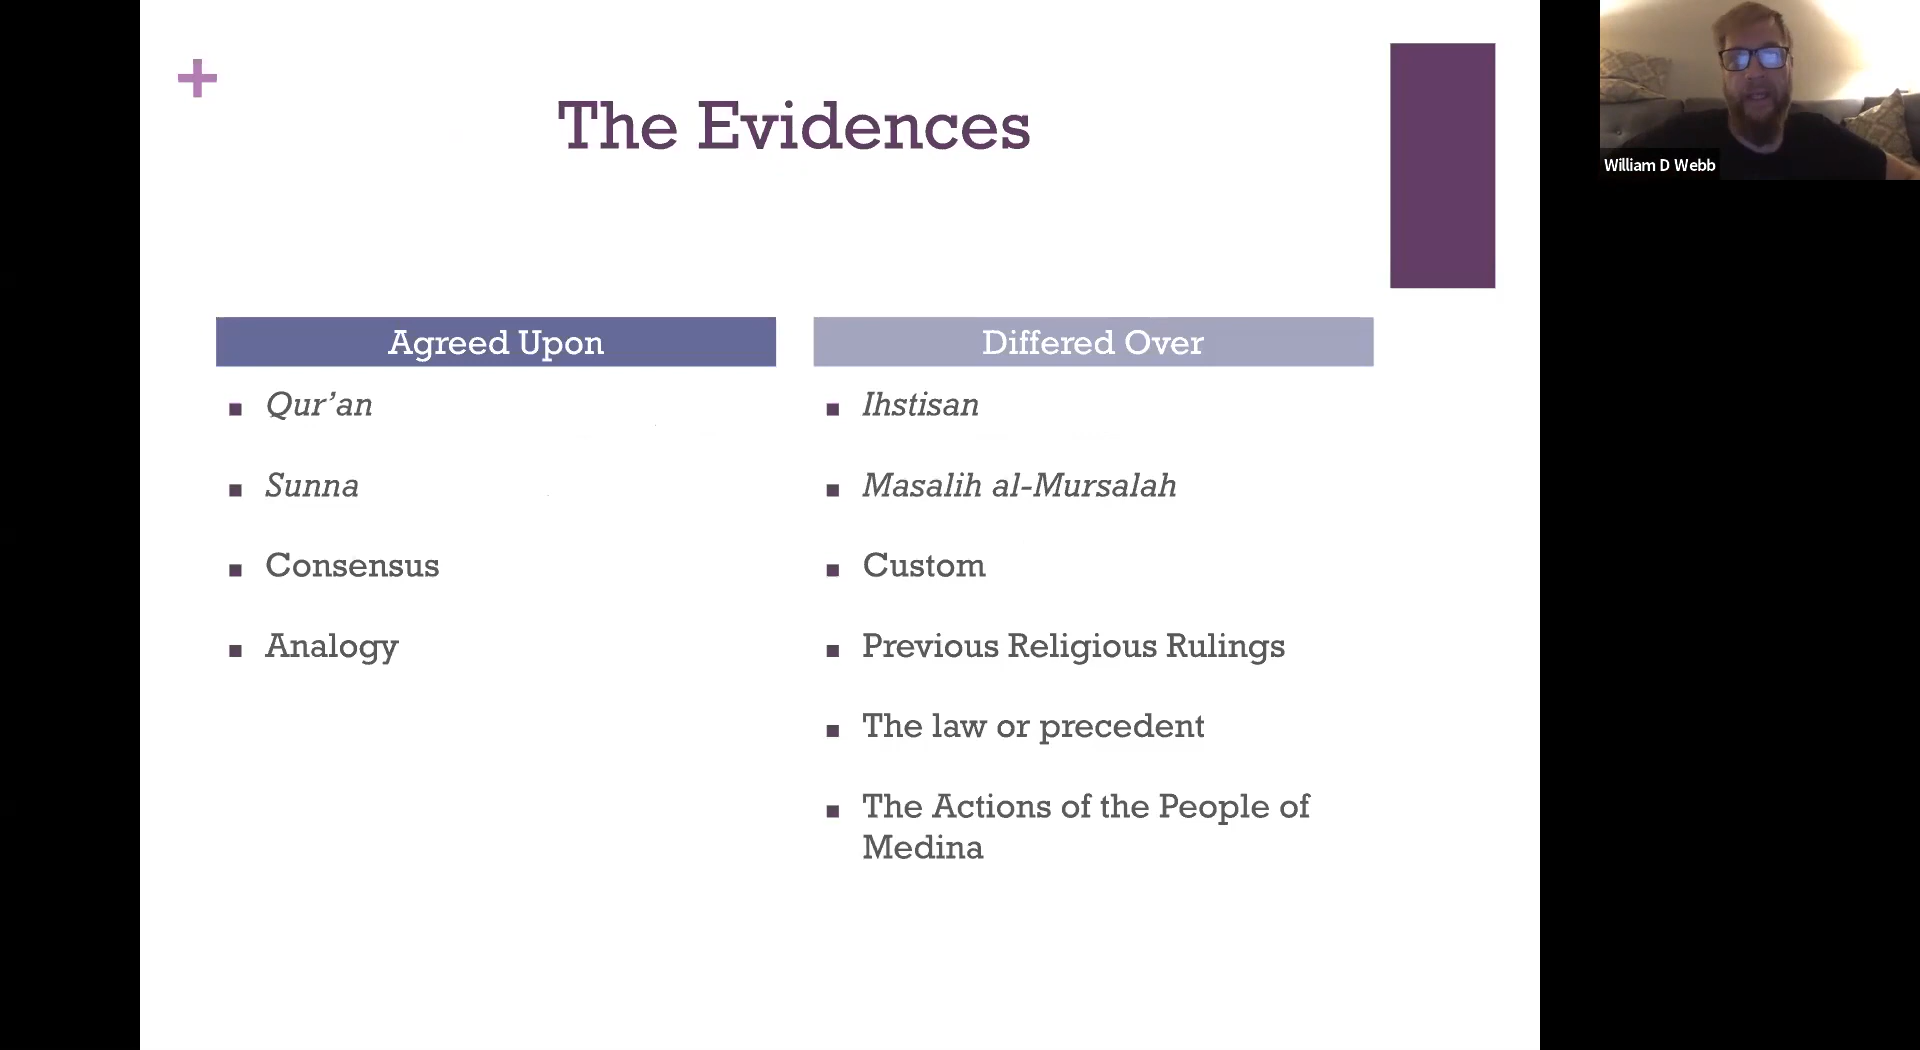 The Evidences
Agreed Upon
Qur’an
Sunna
Consensus
Analogy
Differed Over
Ihstisan
Masalih al-Mursalah
Custom
Previous Religious Rulings
The law or precedent
The Actions of the People of
Medina
William D Webb